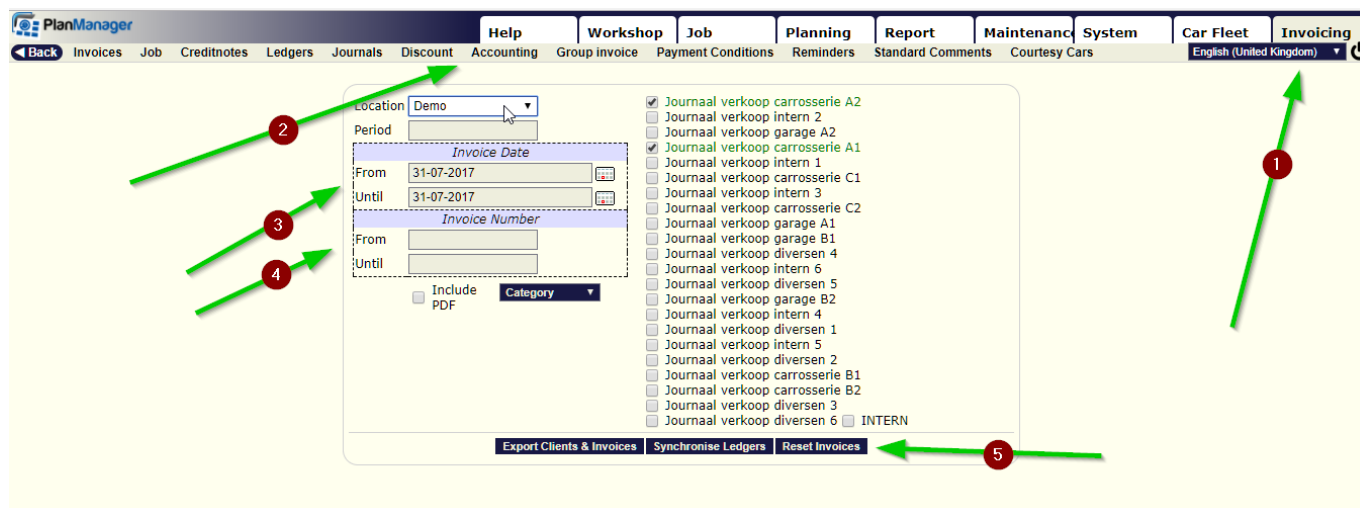 PlanManager
Help Workshop Job Planning Report Maintenanc System Car Fleet Invoicing
Back Invoices Job Creditnotes Ledgers Journals Discount Accounting Group invoice Payment Conditions Reminders Standard Comments Courtesy Cars English (United Kingdom)
Location Demo
Period
Invoice Date
From 31-07-2017
Until 31-07-2017
Invoice Number
From
Until
Include PDF Category
Journaal verkoop carrosserie A2
Journaal verkoop intern 2
Journaal verkoop garage A2
Journaal verkoop carrosserie A1
Journaal verkoop intern 1
Journaal verkoop carrosserie C1
Journaal verkoop intern 3
Journaal verkoop carrosserie C2
Journaal verkoop garage A1
Journaal verkoop garage B1
Journaal verkoop diversen 4
Journaal verkoop intern 6
Journaal verkoop diversen 5
Journaal verkoop garage B2
Journaal verkoop intern 4
Journaal verkoop diversen 1
Journaal verkoop intern 5
Journaal verkoop diversen 2
Journaal verkoop carrosserie B1
Journaal verkoop carrosserie B2
Journaal verkoop diversen 3
Journaal verkoop diversen 6 INTERN
Export Clients & Invoices Synchronise Ledgers Reset Invoices
1
2
3
4
5